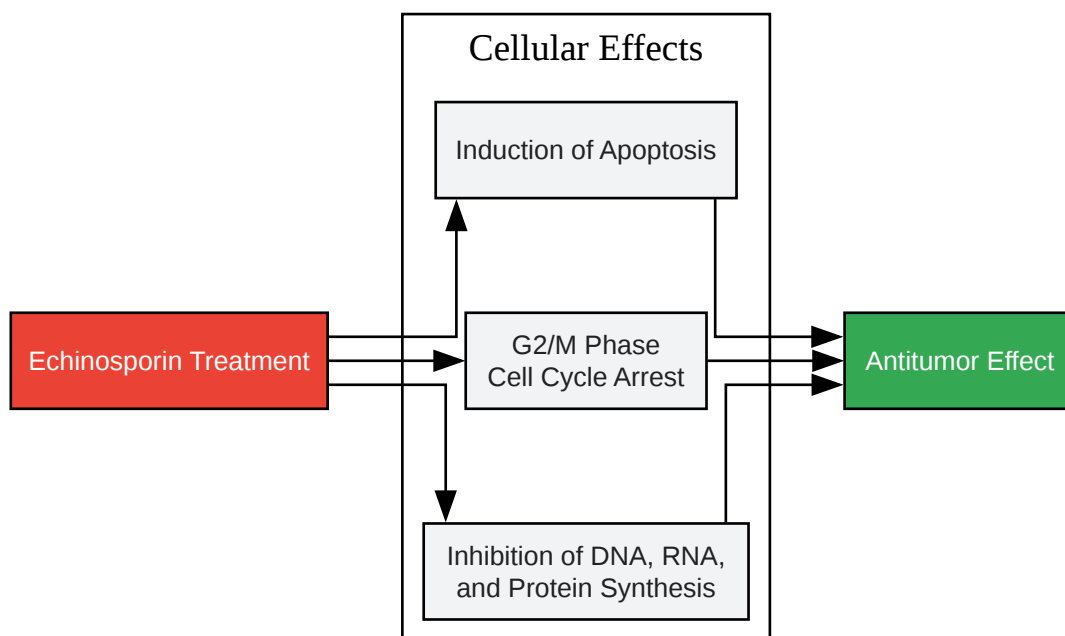 Cellular Effects
Induction of Apoptosis
Echinosporin Treatment
G2/M Phase
Cell Cycle Arrest
Antitumor Effect
Inhibition of DNA, RNA,
and Protein Synthesis